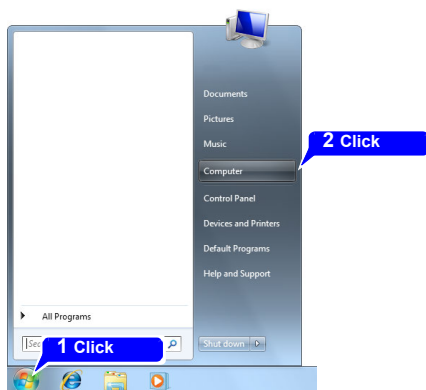 Documents
Pictures
Music
2 Click
Computer
Control Panel
Devices and Printers
Default Programs
Help and Support
All Programs
1 Click
Shut down